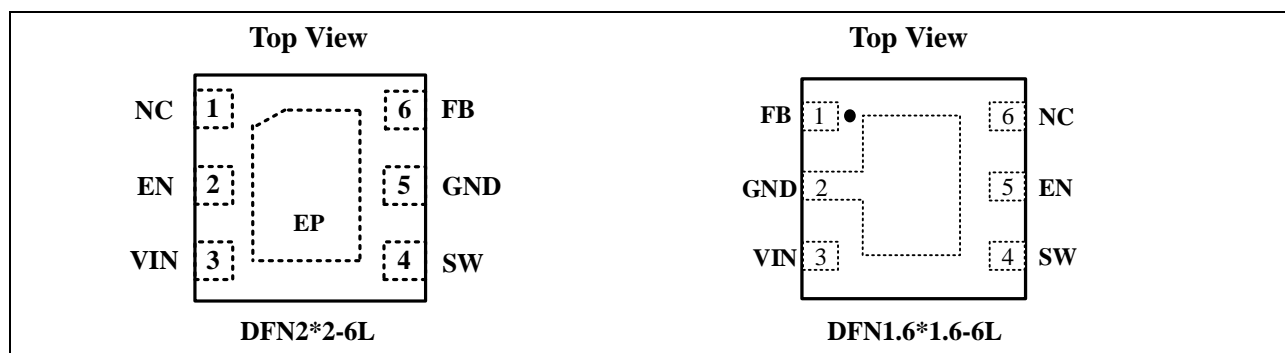 Top View
NC 1 6 FB
EN 2 5 GND
EP
VIN 3 4 SW
DFN2*2-6L
Top View
FB 1 6 NC
GND 2 5 EN
VIN 3 4 SW
DFN1.6*1.6-6L